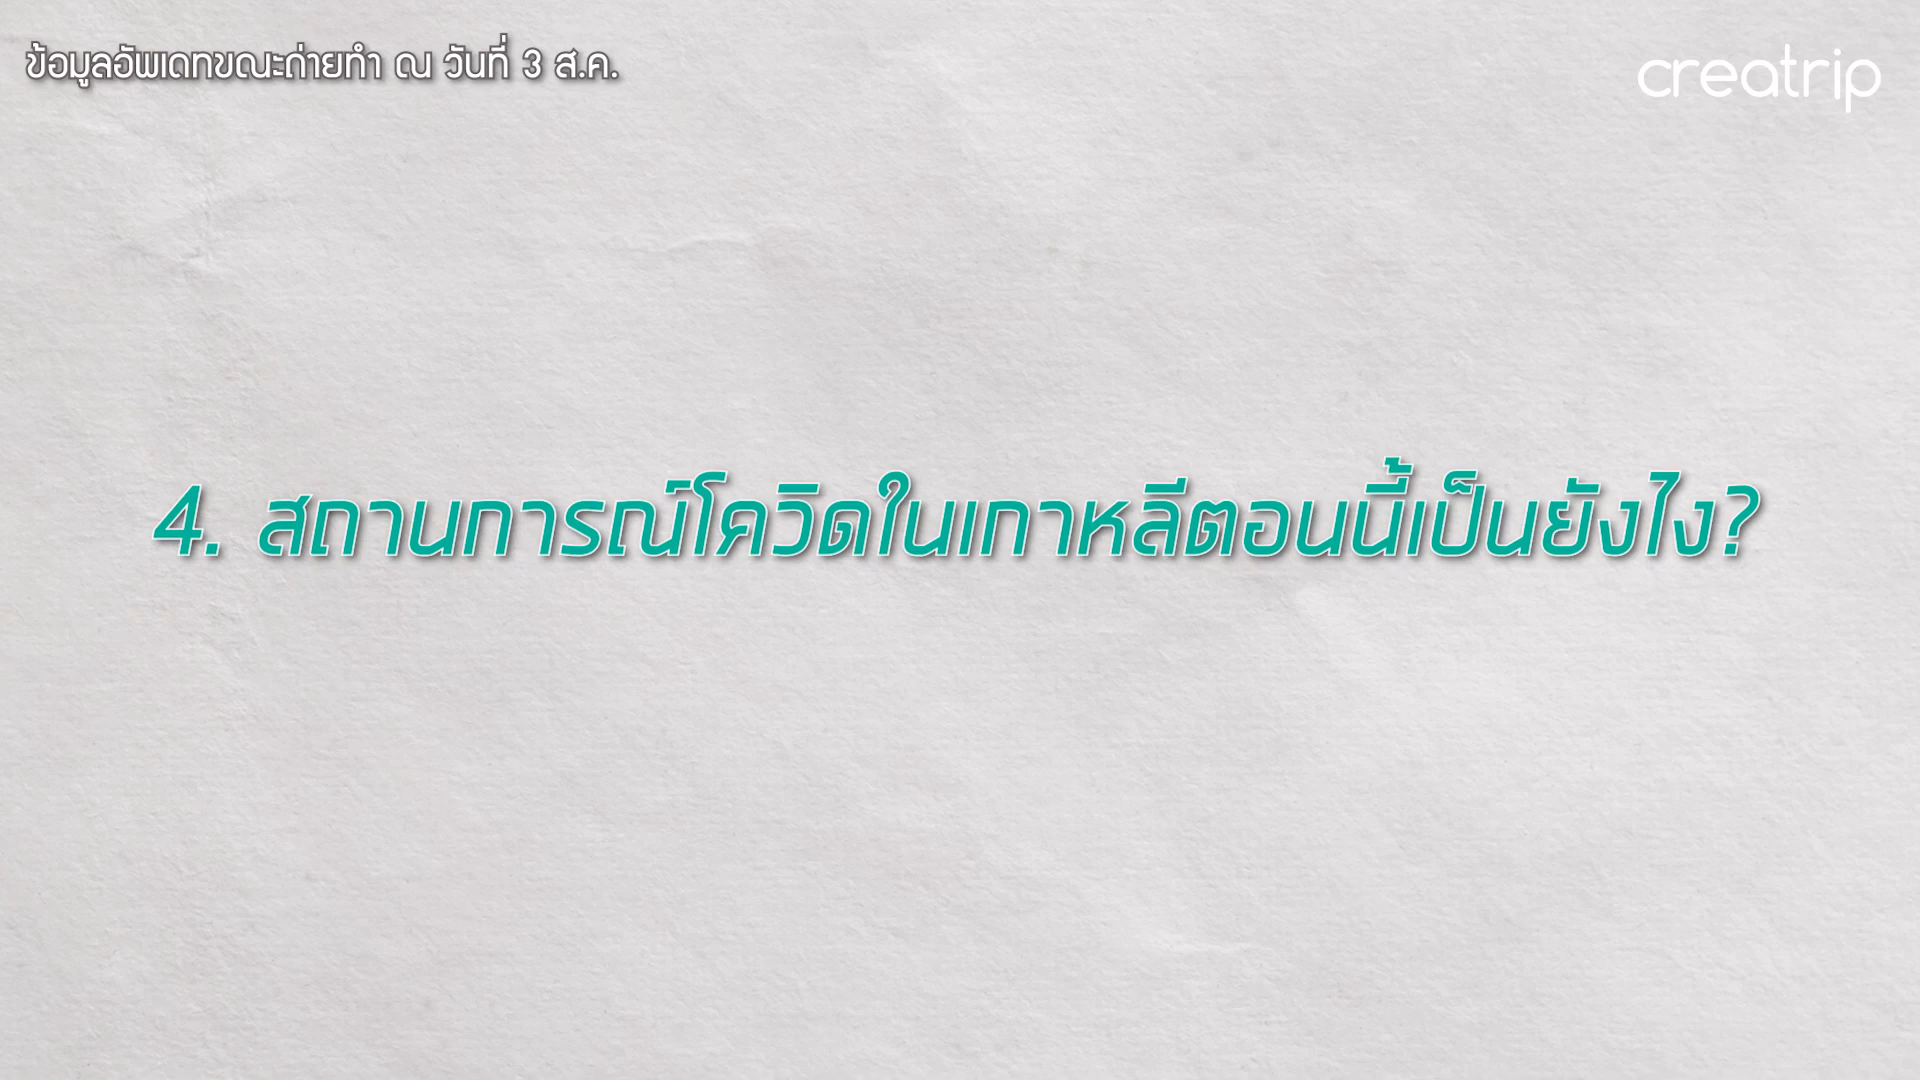 ข้อมูลอัพเดทขณะถ่ายทำ ณ วันที่ 3 ส.ค.
creatrip
4. สถานการณ์โควิดในเกาหลีตอนนี้เป็นยังไง?